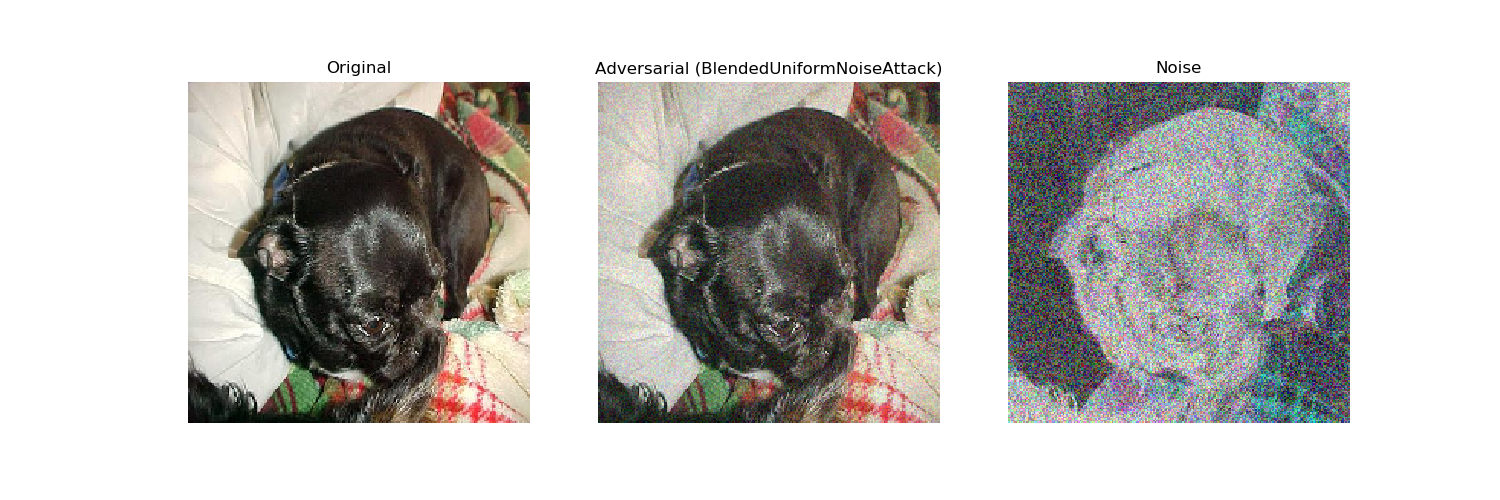 Original
Adversarial (BlendedUniformNoiseAttack)
Noise